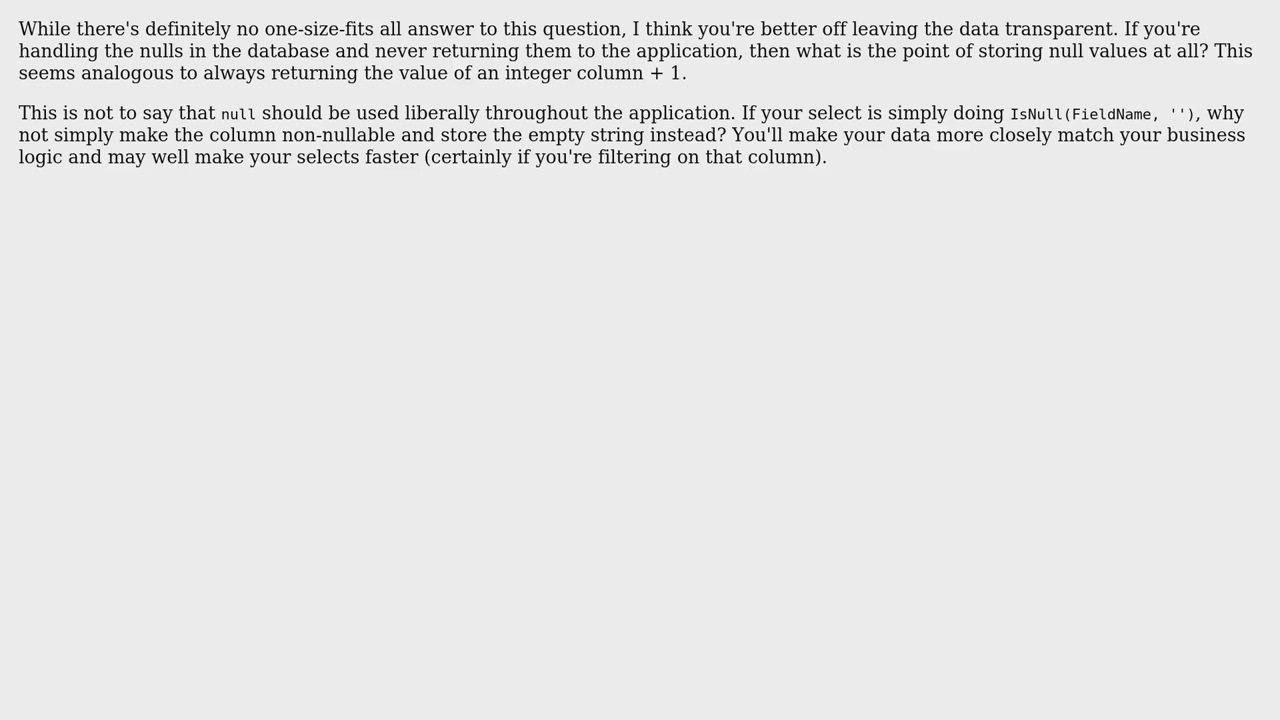 While there's definitely no one-size-fits all answer to this question, I think you're better off leaving the data transparent. If you're
handling the nulls in the database and never returning them to the application, then what is the point of storing null values at all? This
seems analogous to always returning the value of an integer column + 1.
This is not to say that null should be used liberally throughout the application. If your select is simply doing IsNull(FieldName, ''), why
not simply make the column non-nullable and store the empty string instead? You'll make your data more closely match your business
logic and may well make your selects faster (certainly if you're filtering on that column).